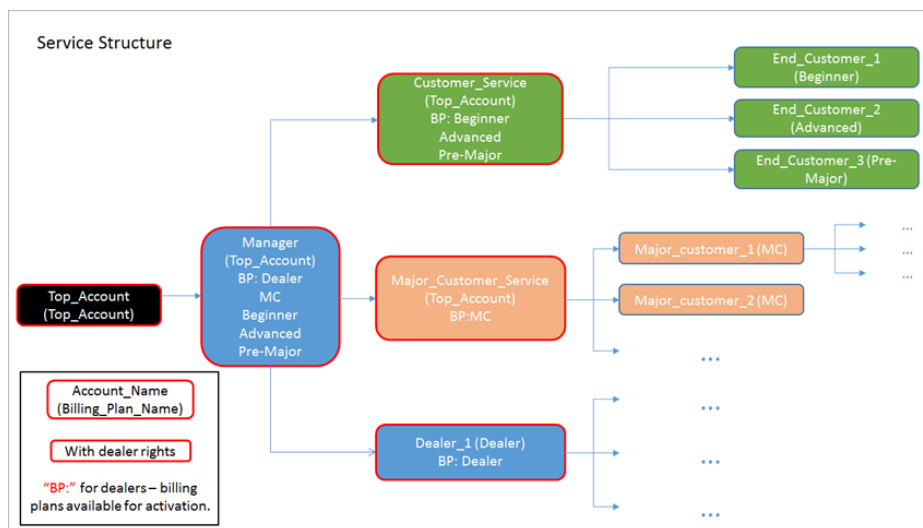 Service Structure
Customer_Service
(Top_Account)
BP: Beginner
Advanced
Pre-Major
End_Customer_1
(Beginner)
End_Customer_2
(Advanced)
End_Customer_3 (Pre-
Major)
Manager
(Top_Account)
BP: Dealer
MC
Beginner
Advanced
Pre-Major
Top_Account
(Top_Account)
Major_Customer_Service
(Top_Account)
BP:MC
Major_customer_1 (MC)
...
...
...
Major_customer_2 (MC)
...
Dealer_1 (Dealer)
BP: Dealer
...
...
...
Account_Name
(Billing_Plan_Name)
With dealer rights
“BP:” for dealers – billing
plans available for activation.